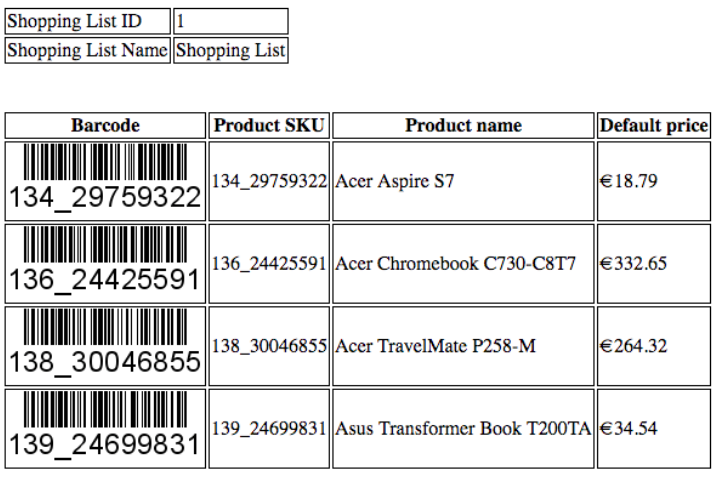 Shopping List ID 1
Shopping List Name Shopping List
Barcode Product SKU Product name Default price
134_29759322 134_29759322 Acer Aspire S7 €18.79
136_24425591 136_24425591 Acer Chromebook C730-C8T7 €332.65
138_30046855 138_30046855 Acer TravelMate P258-M €264.32
139_24699831 139_24699831 Asus Transformer Book T200TA €34.54